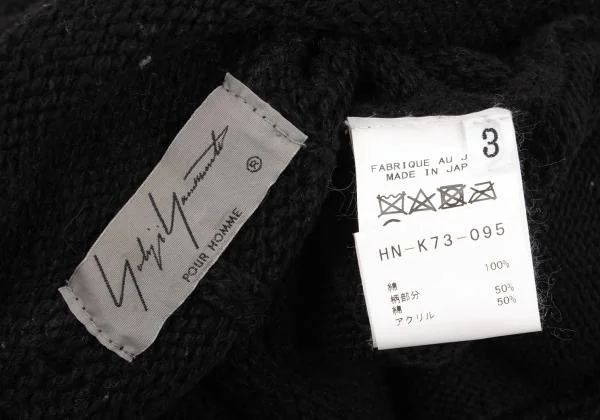 Yohji Yamamoto
®
POUR HOMME
3
FABRIQUE AU J
MADE IN JAP
HN-K73-095
綿 100%
柄部分
綿 50%
アクリル 50%